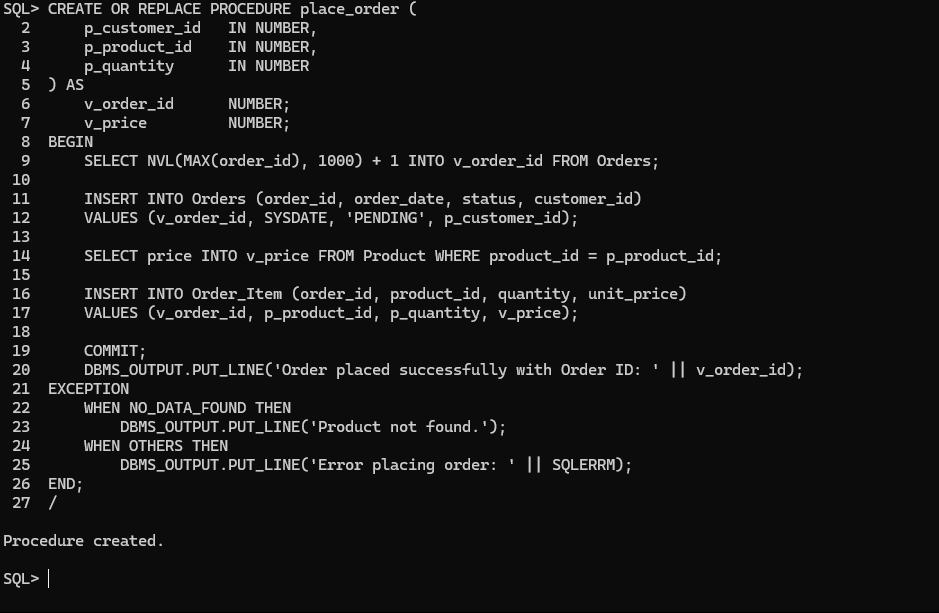 SQL> CREATE OR REPLACE PROCEDURE place_order (
  2      p_customer_id   IN NUMBER,
  3      p_product_id    IN NUMBER,
  4      p_quantity      IN NUMBER
  5  ) AS
  6      v_order_id      NUMBER;
  7      v_price         NUMBER;
  8  BEGIN
  9      SELECT NVL(MAX(order_id), 1000) + 1 INTO v_order_id FROM Orders;
 10
 11      INSERT INTO Orders (order_id, order_date, status, customer_id)
 12      VALUES (v_order_id, SYSDATE, 'PENDING', p_customer_id);
 13
 14      SELECT price INTO v_price FROM Product WHERE product_id = p_product_id;
 15
 16      INSERT INTO Order_Item (order_id, product_id, quantity, unit_price)
 17      VALUES (v_order_id, p_product_id, p_quantity, v_price);
 18
 19      COMMIT;
 20      DBMS_OUTPUT.PUT_LINE('Order placed successfully with Order ID: ' || v_order_id);
 21  EXCEPTION
 22      WHEN NO_DATA_FOUND THEN
 23          DBMS_OUTPUT.PUT_LINE('Product not found.');
 24      WHEN OTHERS THEN
 25          DBMS_OUTPUT.PUT_LINE('Error placing order: ' || SQLERRM);
 26  END;
 27  /

Procedure created.

SQL>